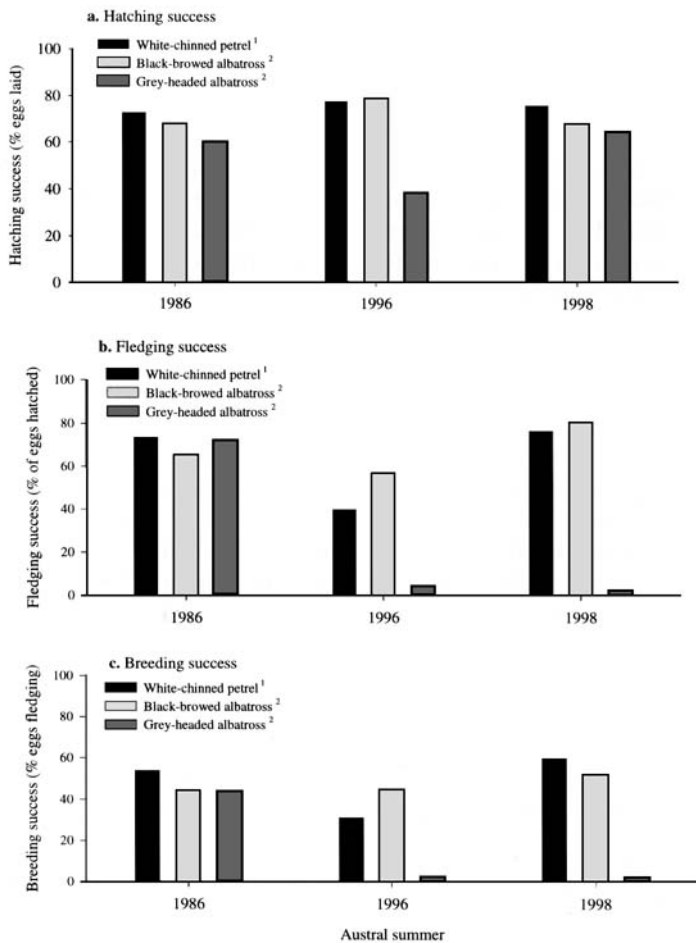 a. Hatching success
White-chinned petrel 1
Black-browed albatross 2
Grey-headed albatross 2
Hatching success (% eggs laid)
100
80
60
40
20
0
1986
1996
1998
b. Fledging success
White-chinned petrel 1
Black-browed albatross 2
Grey-headed albatross 2
Fledging success (% of eggs hatched)
100
80
60
40
20
0
1986
1996
1998
c. Breeding success
White-chinned petrel 1
Black-browed albatross 2
Grey-headed albatross 2
Breeding success (% eggs fledging)
100
80
60
40
20
0
1986
1996
1998
Austral summer